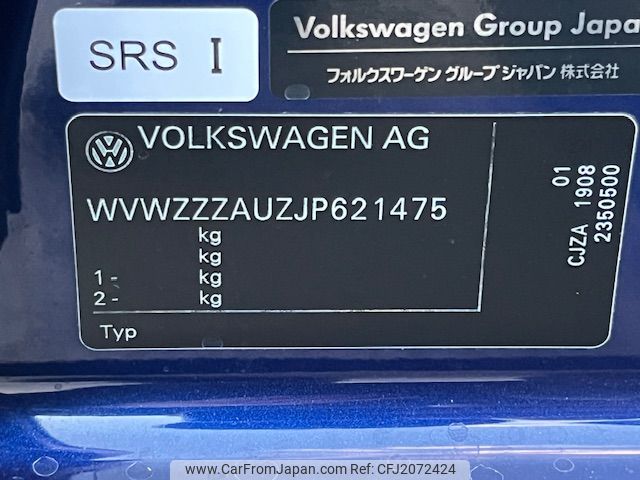 SRS I
Volkswagen Group Japa
フォルクスワーゲン グループ ジャパン 株式会社
VOLKSWAGEN AG
WVWZZZAUZJP621475
kg
kg
1- kg
2- kg
Typ
01
CJZA 1908
2350500
www.CarFromJapan.com | Stock ID: CFJ2072424